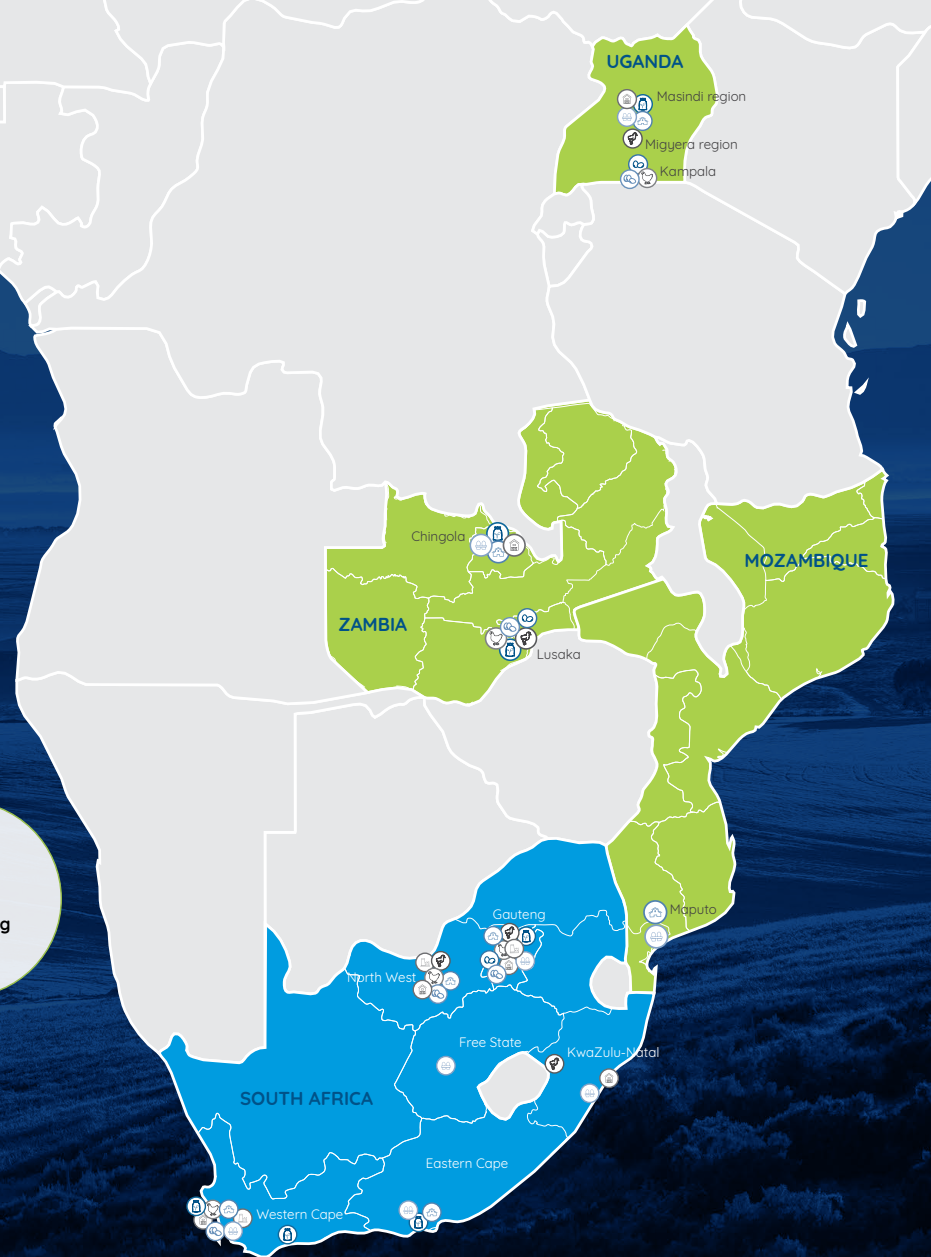 UGANDA
Masindi region
Migyera region
Kampala
Chingola
MOZAMBIQUE
ZAMBIA
Lusaka
Maputo
Gauteng
g
North West
Free State
KwaZulu-Natal
SOUTH AFRICA
Eastern Cape
Western Cape